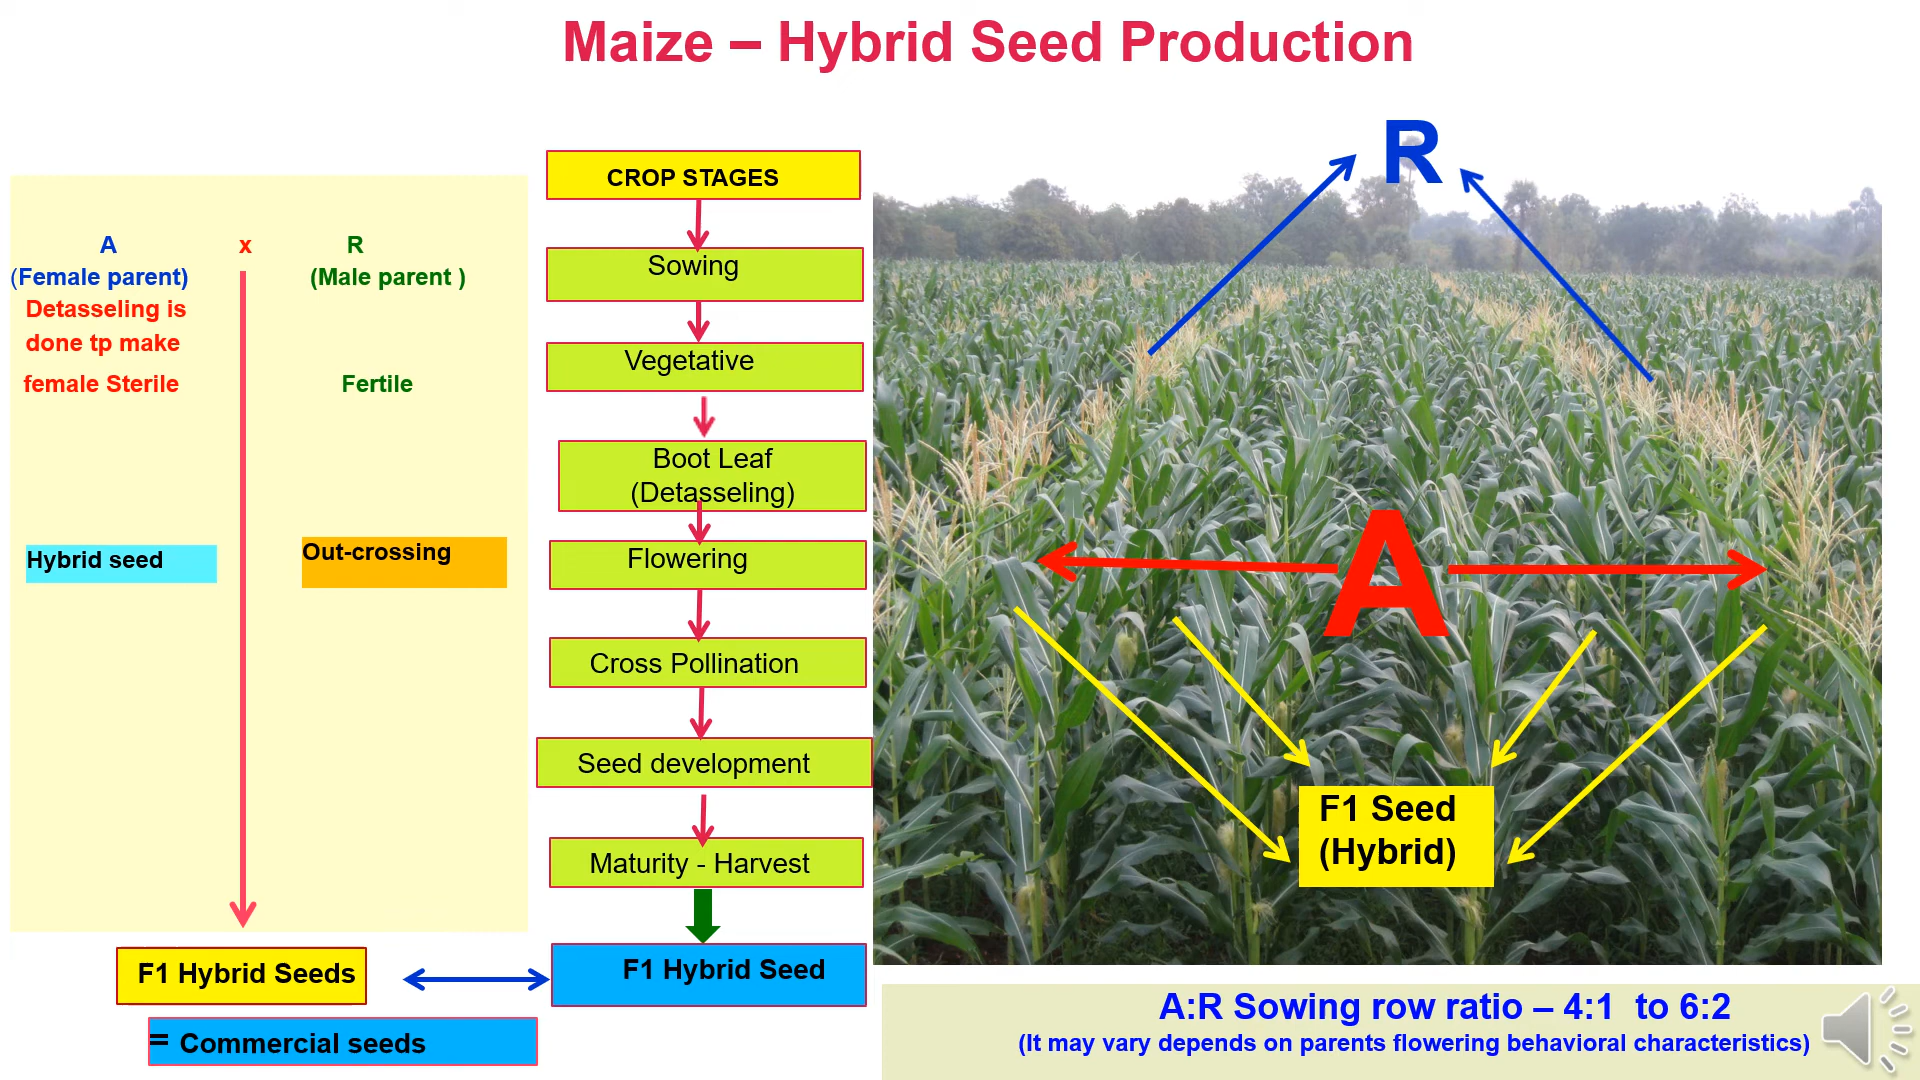 Maize – Hybrid Seed Production
A x R
(Female parent) (Male parent )
Detasseling is
done tp make
female Sterile Fertile
Hybrid seed
Out-crossing
F1 Hybrid Seeds
= Commercial seeds
CROP STAGES
Sowing
Vegetative
Boot Leaf
(Detasseling)
Flowering
Cross Pollination
Seed development
Maturity - Harvest
F1 Hybrid Seed
R
A
F1 Seed
(Hybrid)
A:R Sowing row ratio – 4:1 to 6:2
(It may vary depends on parents flowering behavioral characteristics)